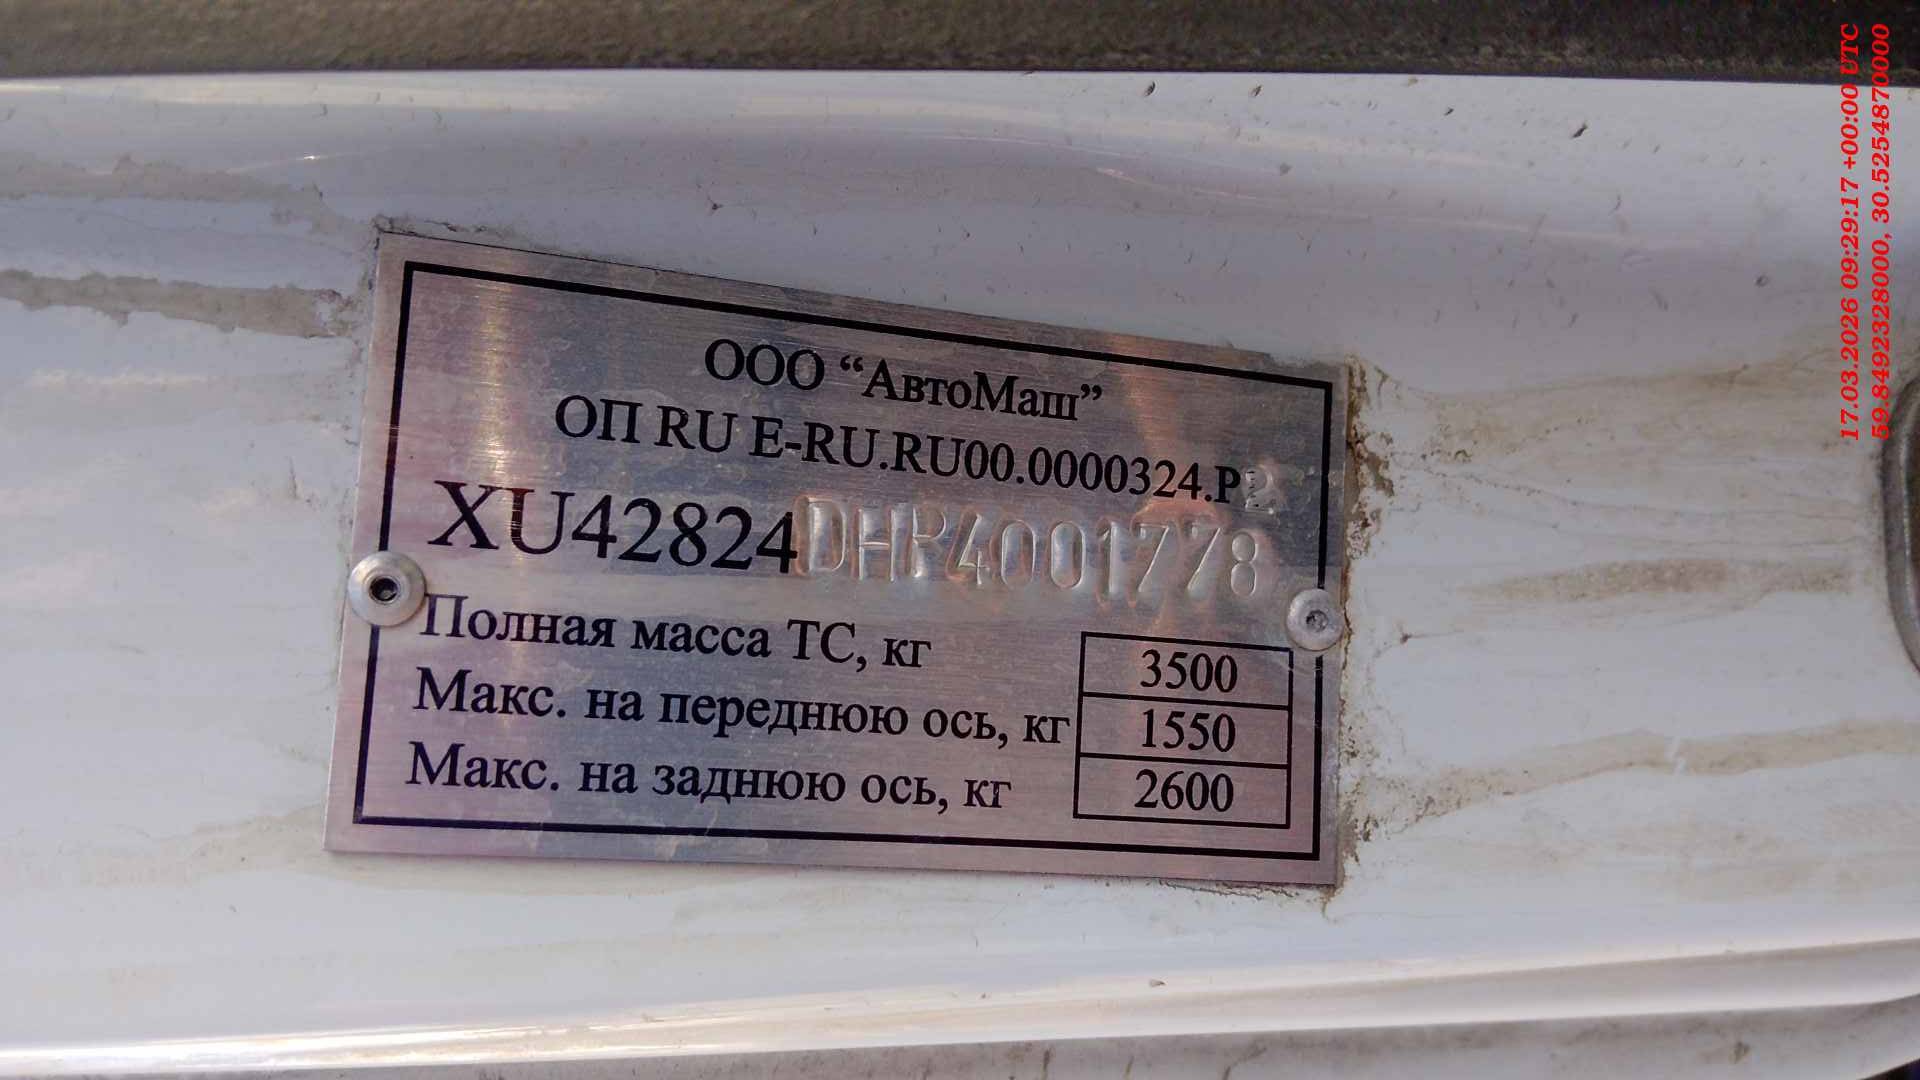 ООО “АвтоМаш”
ОП RU E-RU.RU00.0000324.P2
XU42824DHP4001778
Полная масса ТС, кг 3500
Макс. на переднюю ось, кг 1550
Макс. на заднюю ось, кг 2600
17.03.2026 09:29:17 +00:00 UTC
59.8492328000, 30.5254870000